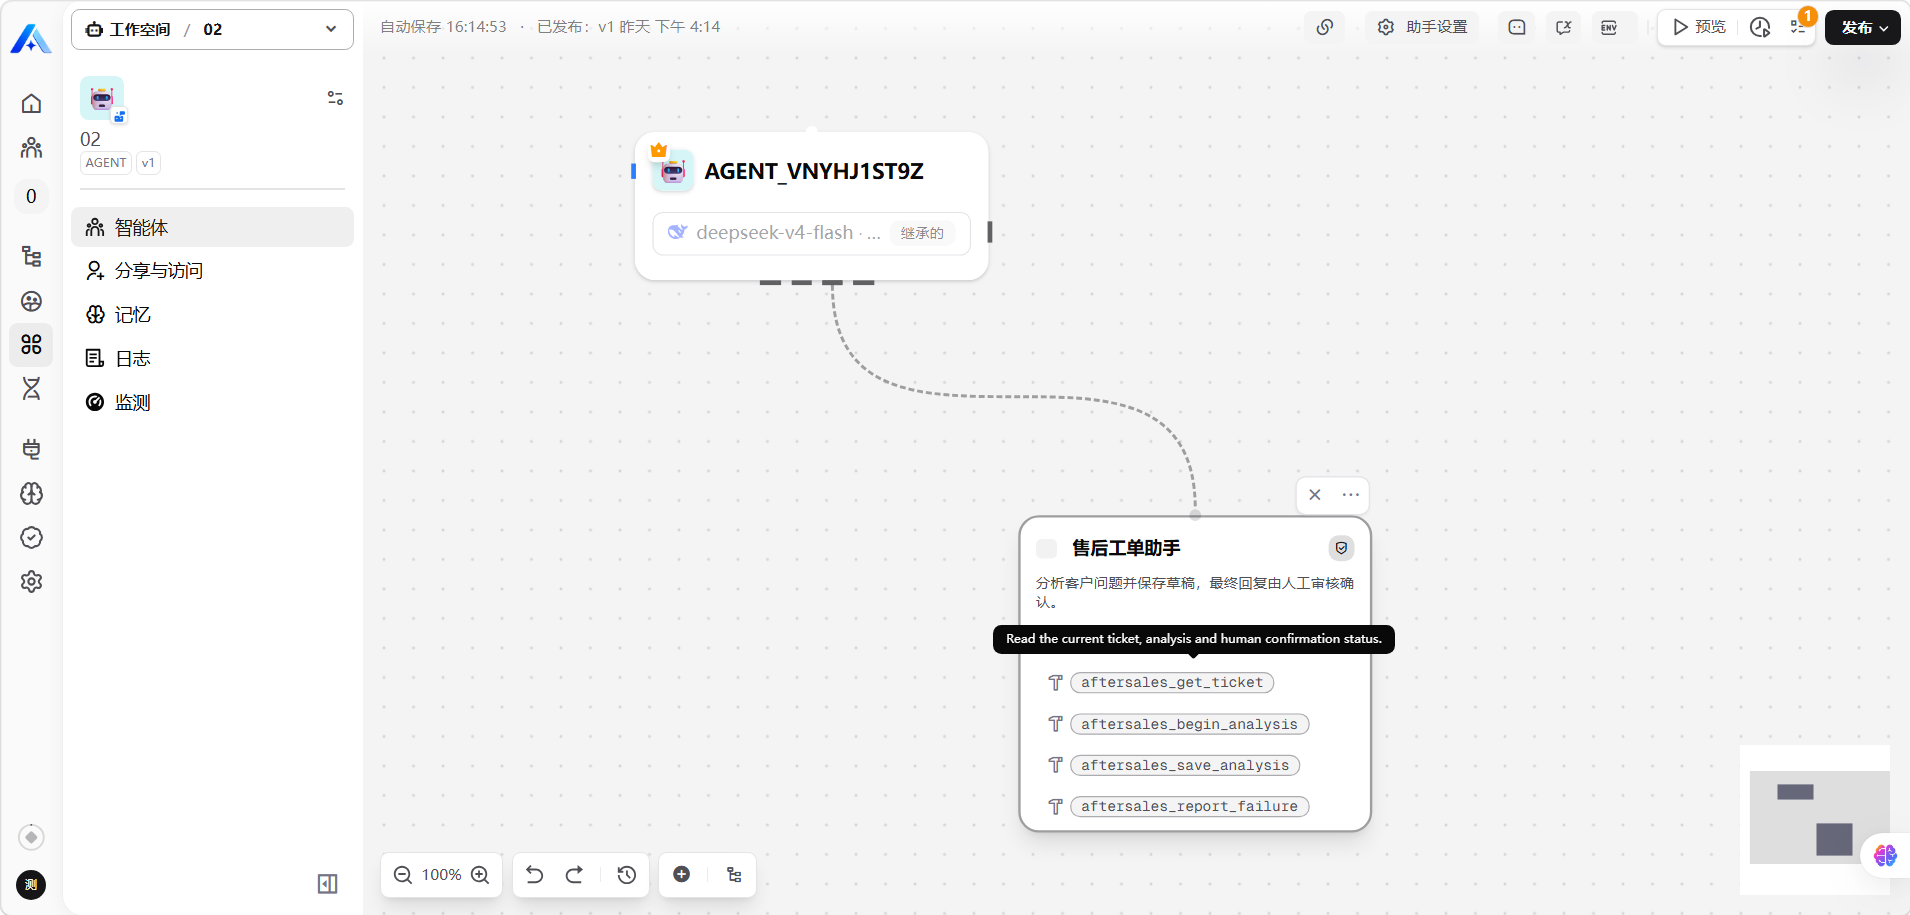 工作空间 / 02
自动保存 16:14:53 · 已发布：v1 昨天 下午 4:14
助手设置
ENV
预览
1
发布
02
AGENT v1
0
智能体
分享与访问
记忆
日志
监测
测
AGENT_VNYHJ1ST9Z
deepseek-v4-flash · ... 继承的
售后工单助手
分析客户问题并保存草稿，最终回复由人工审核确
认。
Read the current ticket, analysis and human confirmation status.
aftersales_get_ticket
aftersales_begin_analysis
aftersales_save_analysis
aftersales_report_failure
100%